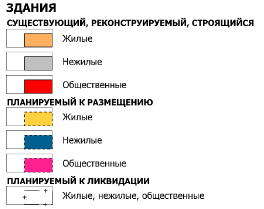 ЗДАНИЯ
СУЩЕСТВУЮЩИЙ, РЕКОНСТРУИРУЕМЫЙ, СТРОЯЩИЙСЯ
Жилые
Нежилые
Общественные
ПЛАНИРУЕМЫЙ К РАЗМЕЩЕНИЮ
Жилые
Нежилые
Общественные
ПЛАНИРУЕМЫЙ К ЛИКВИДАЦИИ
Жилые, нежилые, общественные